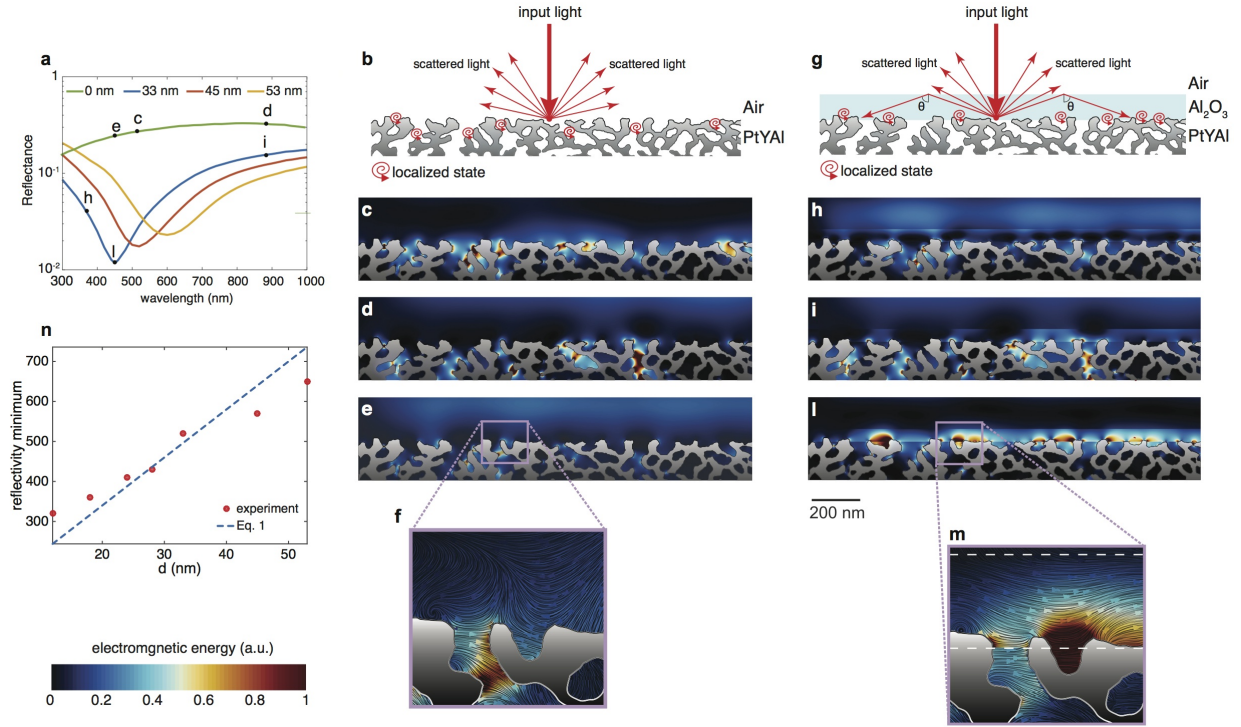 a
1
10⁻¹
10⁻²
Reflectance
0 nm
33 nm
45 nm
53 nm
e
c
d
i
h
l
300
400
500
600
700
800
900
1000
wavelength (nm)
n
700
600
500
400
300
reflectivity minimum
experiment
Eq. 1
20
30
40
50
d (nm)
electromgnetic energy (a.u.)
0
0.2
0.4
0.6
0.8
1
input light
b
scattered light
scattered light
Air
PtYAl
localized state
c
d
e
f
input light
g
scattered light
scattered light
θ
θ
Air
Al₂O₃
PtYAl
localized state
h
i
l
200 nm
m